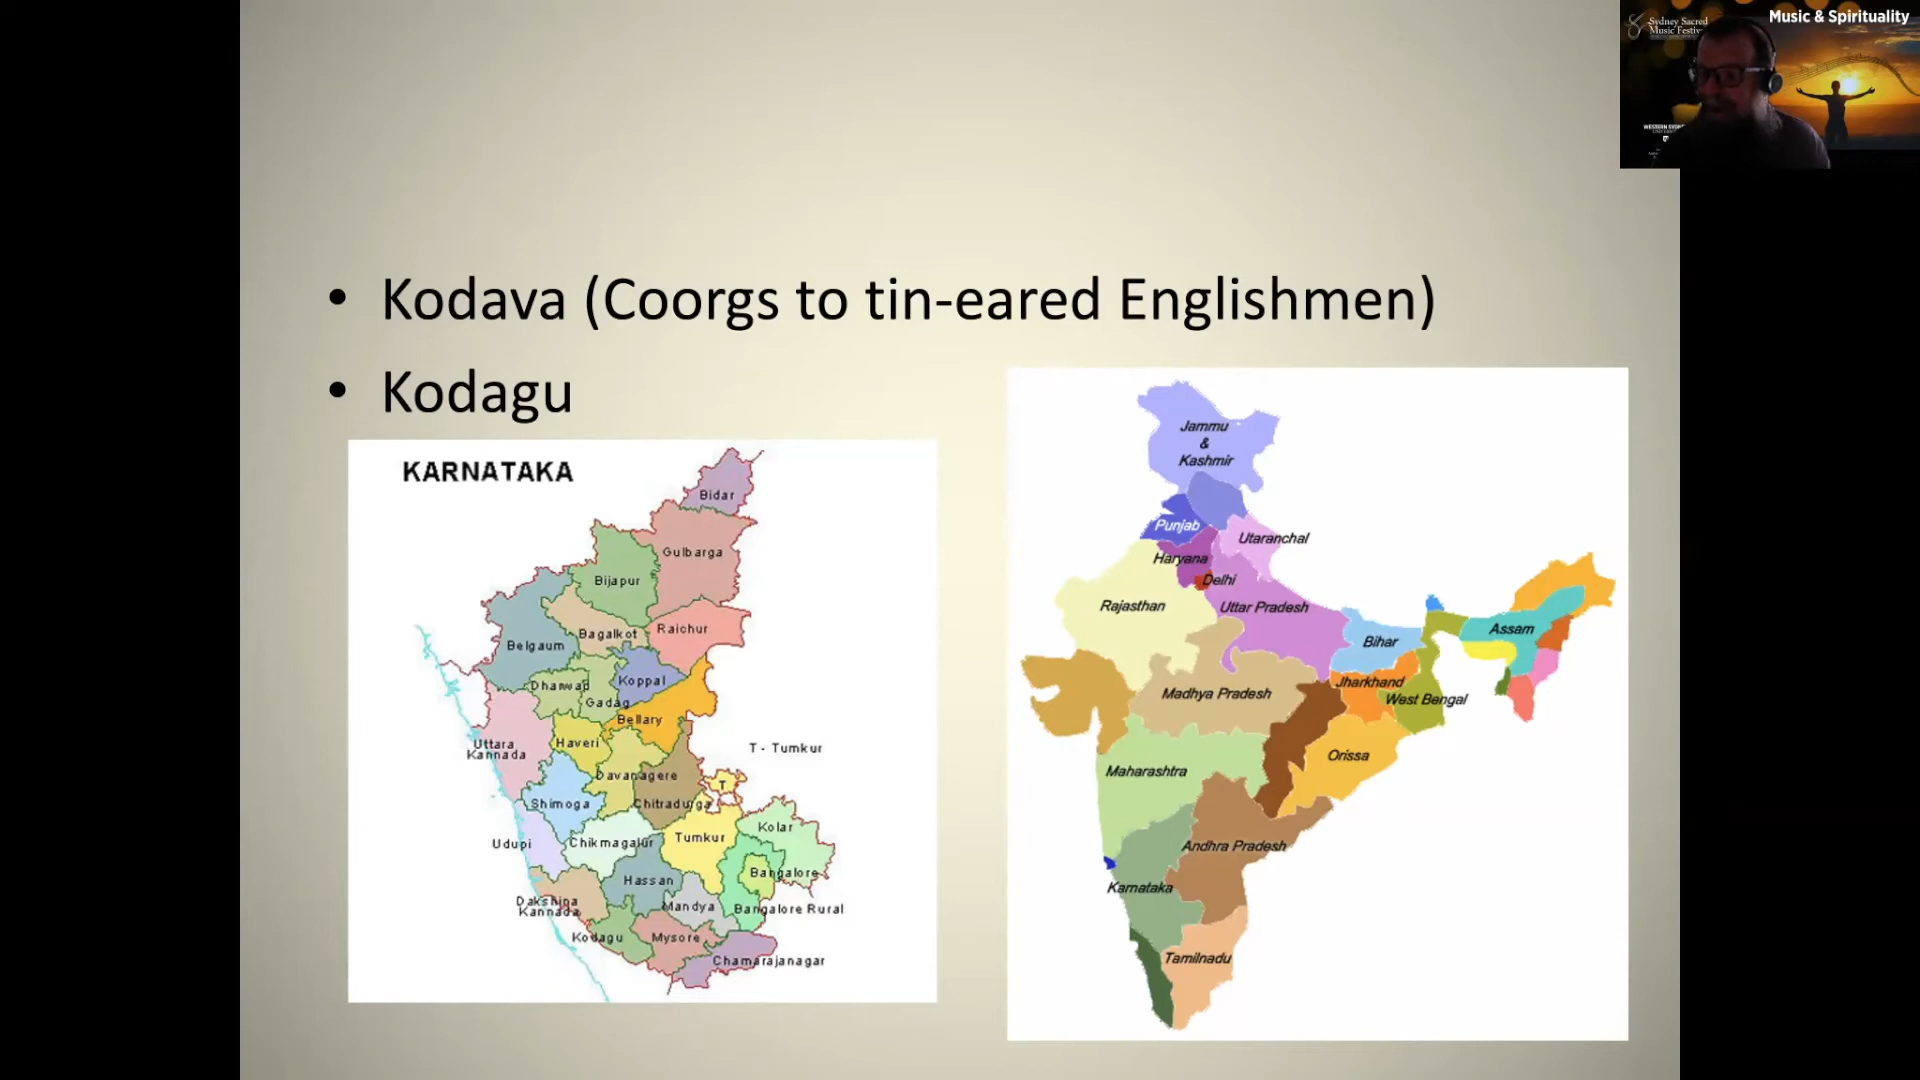 Music & Spirituality
Sydney Sacred
Music Festiv
WESTERN SYDN
• Kodava (Coorgs to tin-eared Englishmen)
• Kodagu
KARNATAKA
Bidar
Gulbarga
Bijapur
Bagalkot
Raichur
Belgaum
Koppal
Dharwad
Gadag
Bellary
Haveri
Uttara
Kannada
T - Tumkur
Davanagere
T
Shimoga
Chitradurga
Udupi
Chikmagalur
Tumkur
Kolar
Hassan
Bangalore
Dakshina
Kannada
Mandya
Bangalore Rural
Kodagu
Mysore
Chamarajanagar
Jammu
&
Kashmir
Punjab
Utaranchal
Haryana
Delhi
Rajasthan
Uttar Pradesh
Bihar
Assam
Jharkhand
Madhya Pradesh
West Bengal
Orissa
Maharashtra
Andhra Pradesh
Karnataka
Tamilnadu